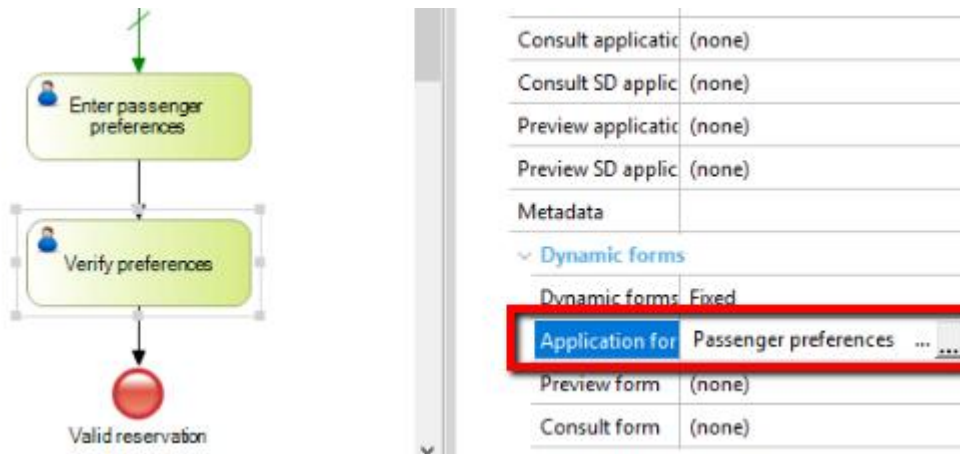 Enter passenger
preferences
Verify preferences
Valid reservation
Consult applicatic (none)
Consult SD applic (none)
Preview applicatic (none)
Preview SD applic (none)
Metadata
Dynamic forms
Dynamic forms Fixed
Application for Passenger preferences ... ...
Preview form (none)
Consult form (none)